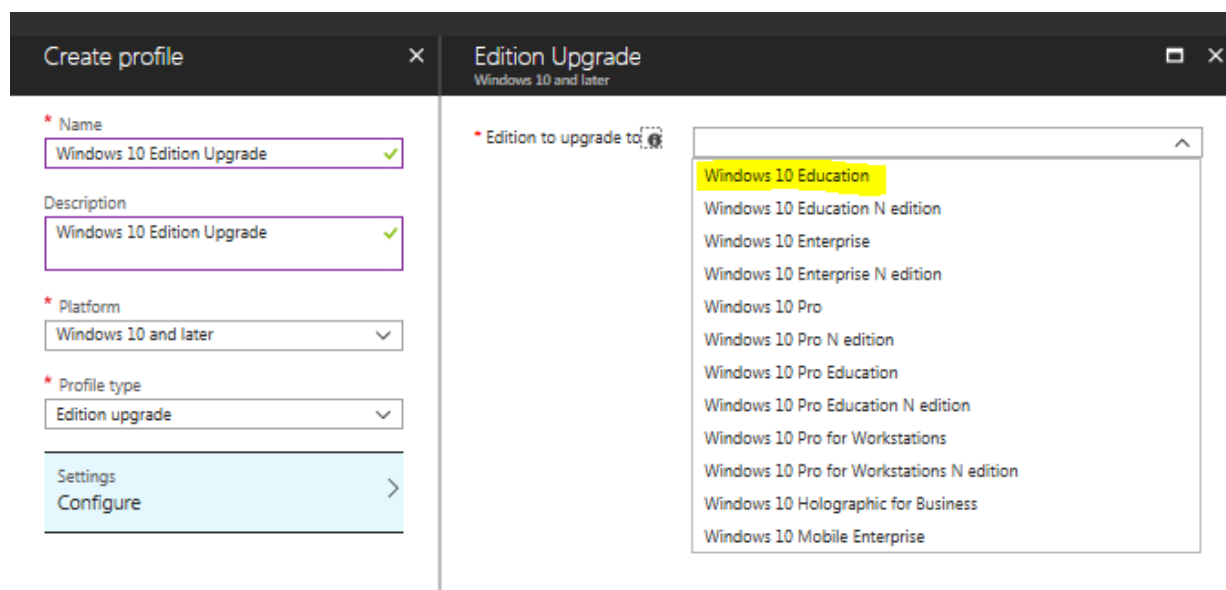 Create profile
* Name
Windows 10 Edition Upgrade
Description
Windows 10 Edition Upgrade
* Platform
Windows 10 and later
* Profile type
Edition upgrade
Settings
Configure
Edition Upgrade
Windows 10 and later
* Edition to upgrade to
Windows 10 Education
Windows 10 Education N edition
Windows 10 Enterprise
Windows 10 Enterprise N edition
Windows 10 Pro
Windows 10 Pro N edition
Windows 10 Pro Education
Windows 10 Pro Education N edition
Windows 10 Pro for Workstations
Windows 10 Pro for Workstations N edition
Windows 10 Holographic for Business
Windows 10 Mobile Enterprise